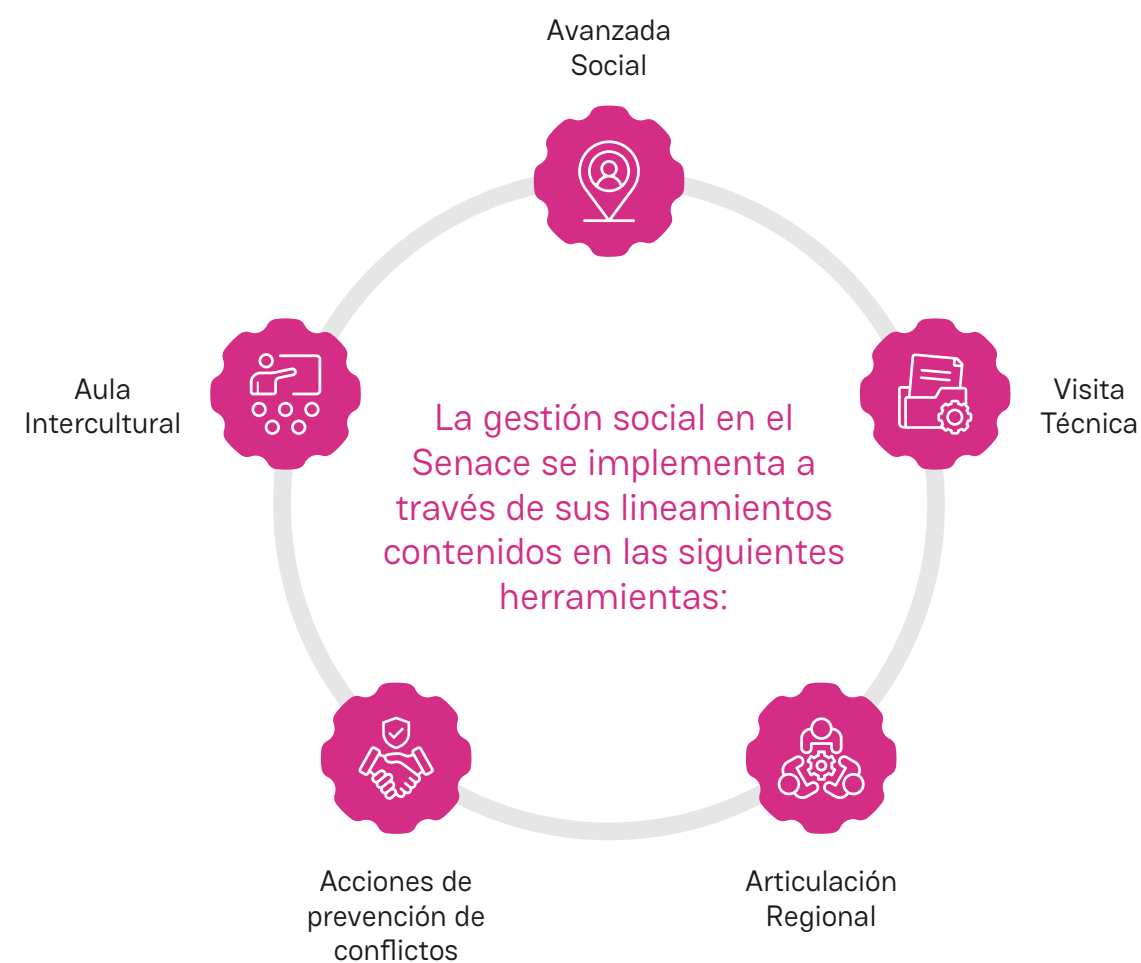 Avanzada
Social
Aula
Intercultural
Visita
Técnica
La gestión social en el
Senace se implementa a
través de sus lineamientos
contenidos en las siguientes
herramientas:
Acciones de
prevención de
conflictos
Articulación
Regional